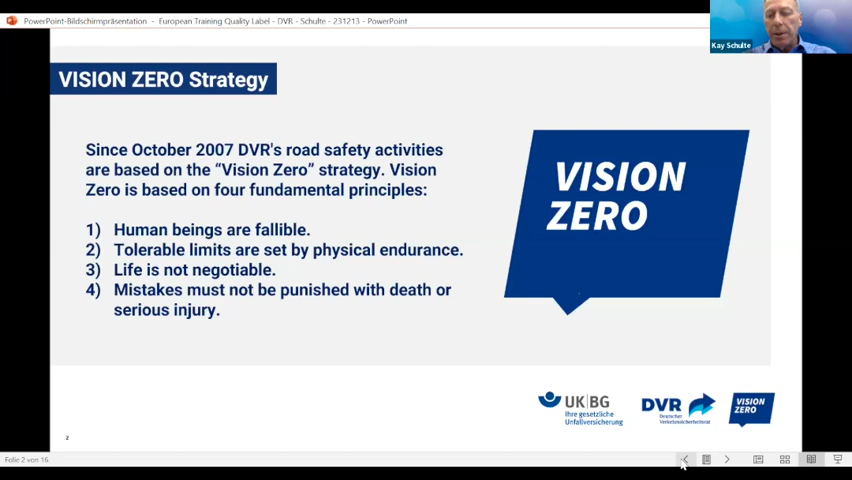 PowerPoint-Bildschirmpräsentation - European Training Quality Label - DVR - Schulte - 231213 - PowerPoint
Kay Schulte
VISION ZERO Strategy
Since October 2007 DVR's road safety activities
are based on the “Vision Zero” strategy. Vision
Zero is based on four fundamental principles:
1) Human beings are fallible.
2) Tolerable limits are set by physical endurance.
3) Life is not negotiable.
4) Mistakes must not be punished with death or
serious injury.
VISION
ZERO
UK|BG
Ihre gesetzliche
Unfallversicherung
DVR
Deutscher
Verkehrssicherheitsrat
VISION
ZERO
2
Folie 2 von 16